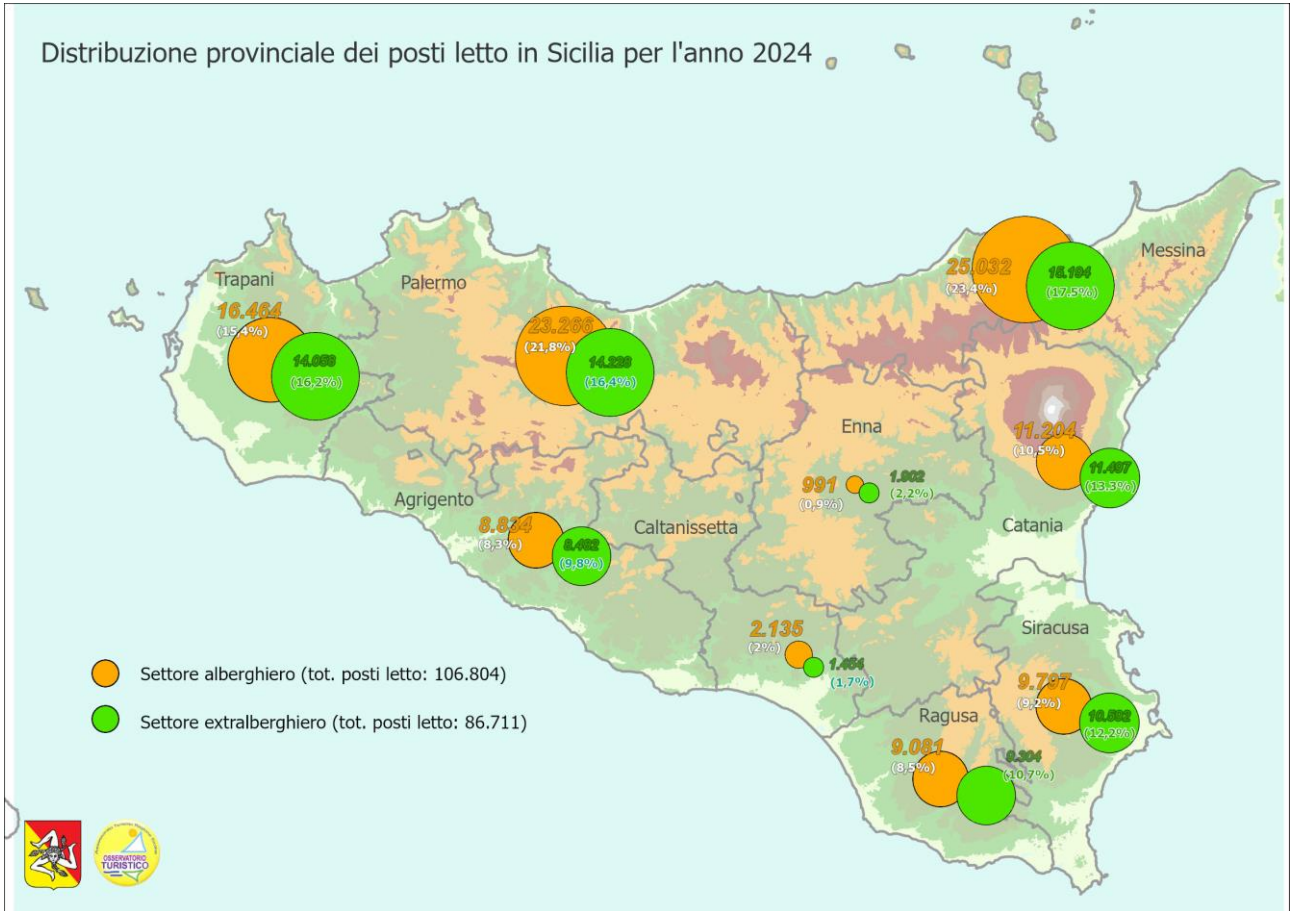 Distribuzione provinciale dei posti letto in Sicilia per l'anno 2024
Messina
25.032
(23,4%)
15.194
(17,5%)
Trapani
16.464
(15,4%)
14.058
(16,2%)
Palermo
23.266
(21,8%)
14.228
(16,4%)
Enna
991
(0,9%)
1.902
(2,2%)
11.204
(10,5%)
11.497
(13.3%)
Catania
Agrigento
8.834
(8,3%)
8.482
(9,8%)
Caltanissetta
2.135
(2%)
1.454
(1,7%)
Siracusa
9.797
(9,2%)
10.592
(12,2%)
Ragusa
9.081
(8,5%)
9.304
(10,7%)
Settore alberghiero (tot. posti letto: 106.804)
Settore extralberghiero (tot. posti letto: 86.711)
OSSERVATORIO
TURISTICO